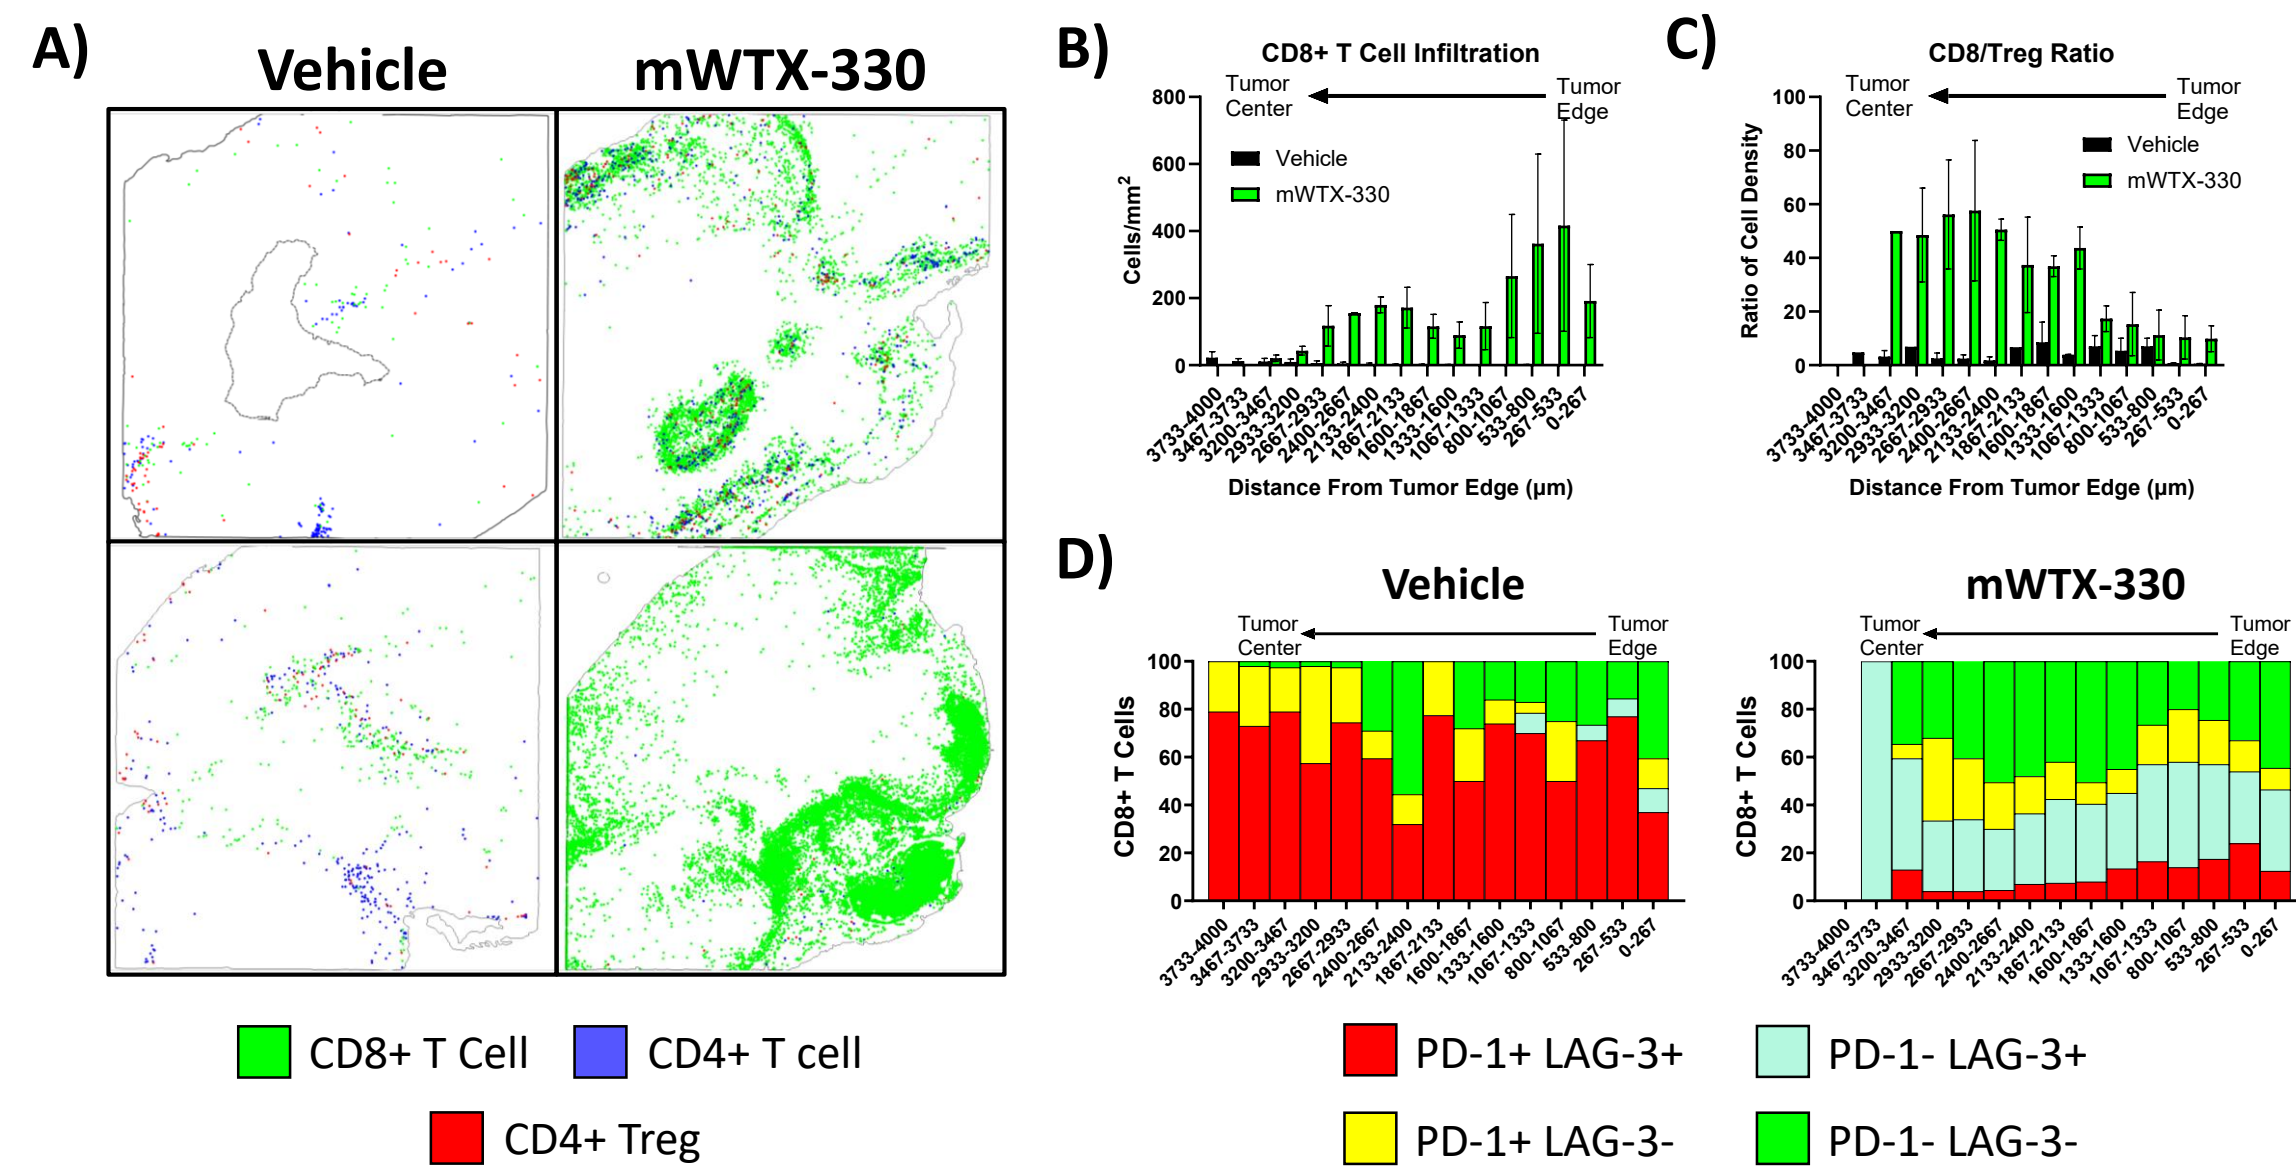 A)
Vehicle
mWTX-330
CD8+ T Cell
CD4+ T cell
CD4+ Treg
B)
CD8+ T Cell Infiltration
Tumor
Center
Tumor
Edge
Vehicle
mWTX-330
Cells/mm²
800
600
400
200
0
3733-4000
3467-3733
3200-3467
2933-3200
2667-2933
2400-2667
2133-2400
1867-2133
1600-1867
1333-1600
1067-1333
800-1067
533-800
267-533
0-267
Distance From Tumor Edge (µm)
C)
CD8/Treg Ratio
Tumor
Center
Tumor
Edge
Vehicle
mWTX-330
Ratio of Cell Density
100
80
60
40
20
0
3733-4000
3467-3733
3200-3467
2933-3200
2667-2933
2400-2667
2133-2400
1867-2133
1600-1867
1333-1600
1067-1333
800-1067
533-800
267-533
0-267
Distance From Tumor Edge (µm)
D)
Vehicle
Tumor
Center
Tumor
Edge
CD8+ T Cells
100
80
60
40
20
0
3733-4000
3467-3733
3200-3467
2933-3200
2667-2933
2400-2667
2133-2400
1867-2133
1600-1867
1333-1600
1067-1333
800-1067
533-800
267-533
0-267
mWTX-330
Tumor
Center
Tumor
Edge
CD8+ T Cells
100
80
60
40
20
0
3733-4000
3467-3733
3200-3467
2933-3200
2667-2933
2400-2667
2133-2400
1867-2133
1600-1867
1333-1600
1067-1333
800-1067
533-800
267-533
0-267
PD-1+ LAG-3+
PD-1- LAG-3+
PD-1+ LAG-3-
PD-1- LAG-3-